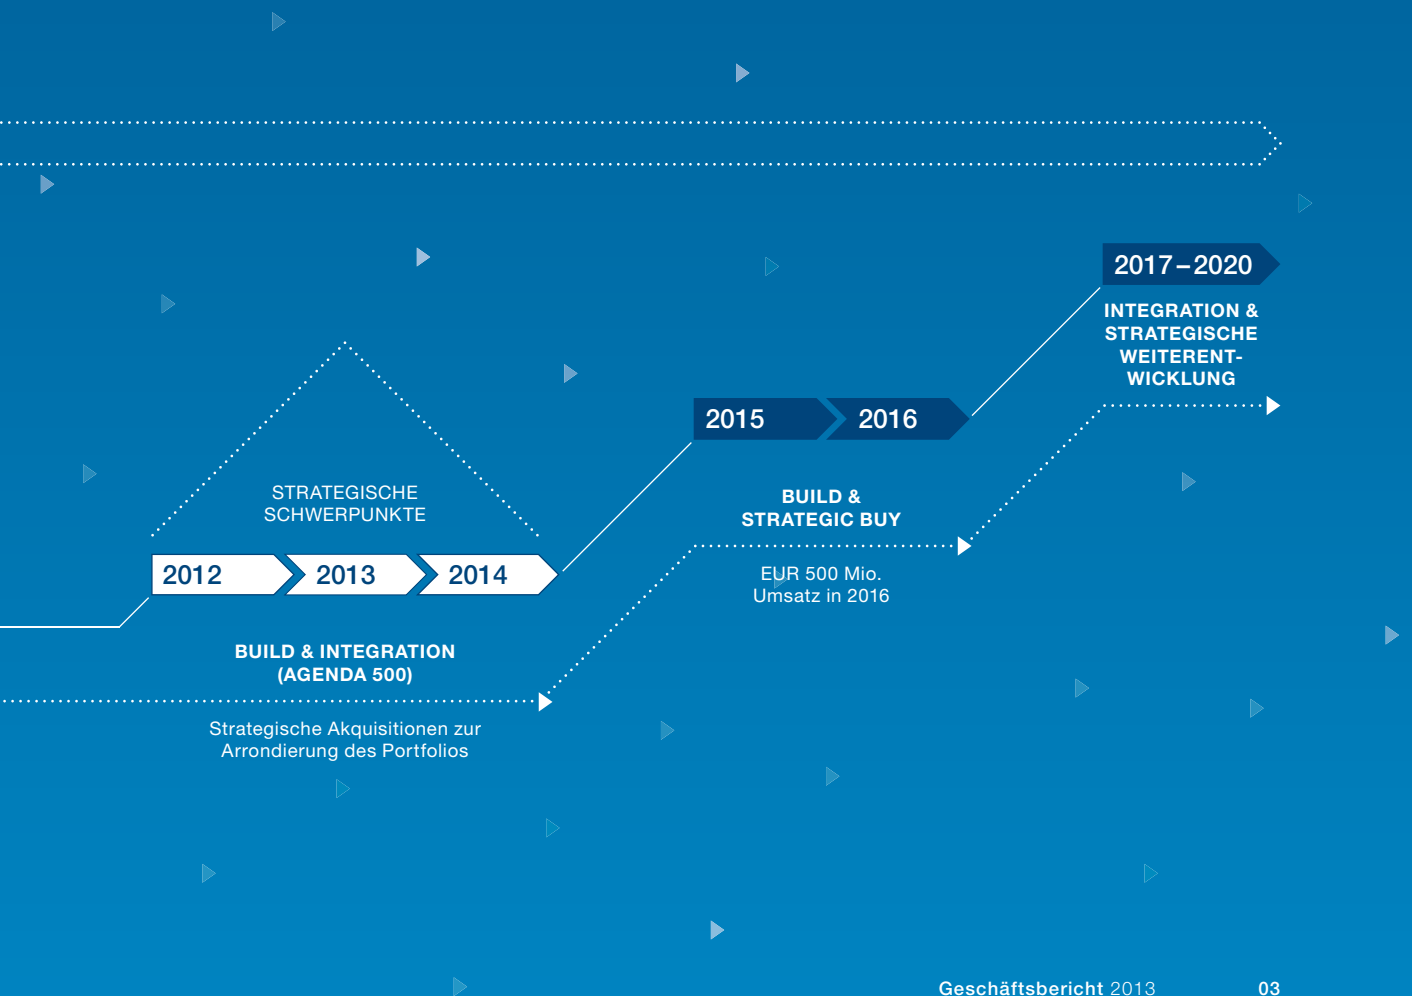 2017 – 2020
INTEGRATION &
STRATEGISCHE
WEITERENT-
WICKLUNG
2015 2016
BUILD &
STRATEGIC BUY
EUR 500 Mio.
Umsatz in 2016
STRATEGISCHE
SCHWERPUNKTE
2012 2013 2014
BUILD & INTEGRATION
(AGENDA 500)
Strategische Akquisitionen zur
Arrondierung des Portfolios
Geschäftsbericht 2013 03